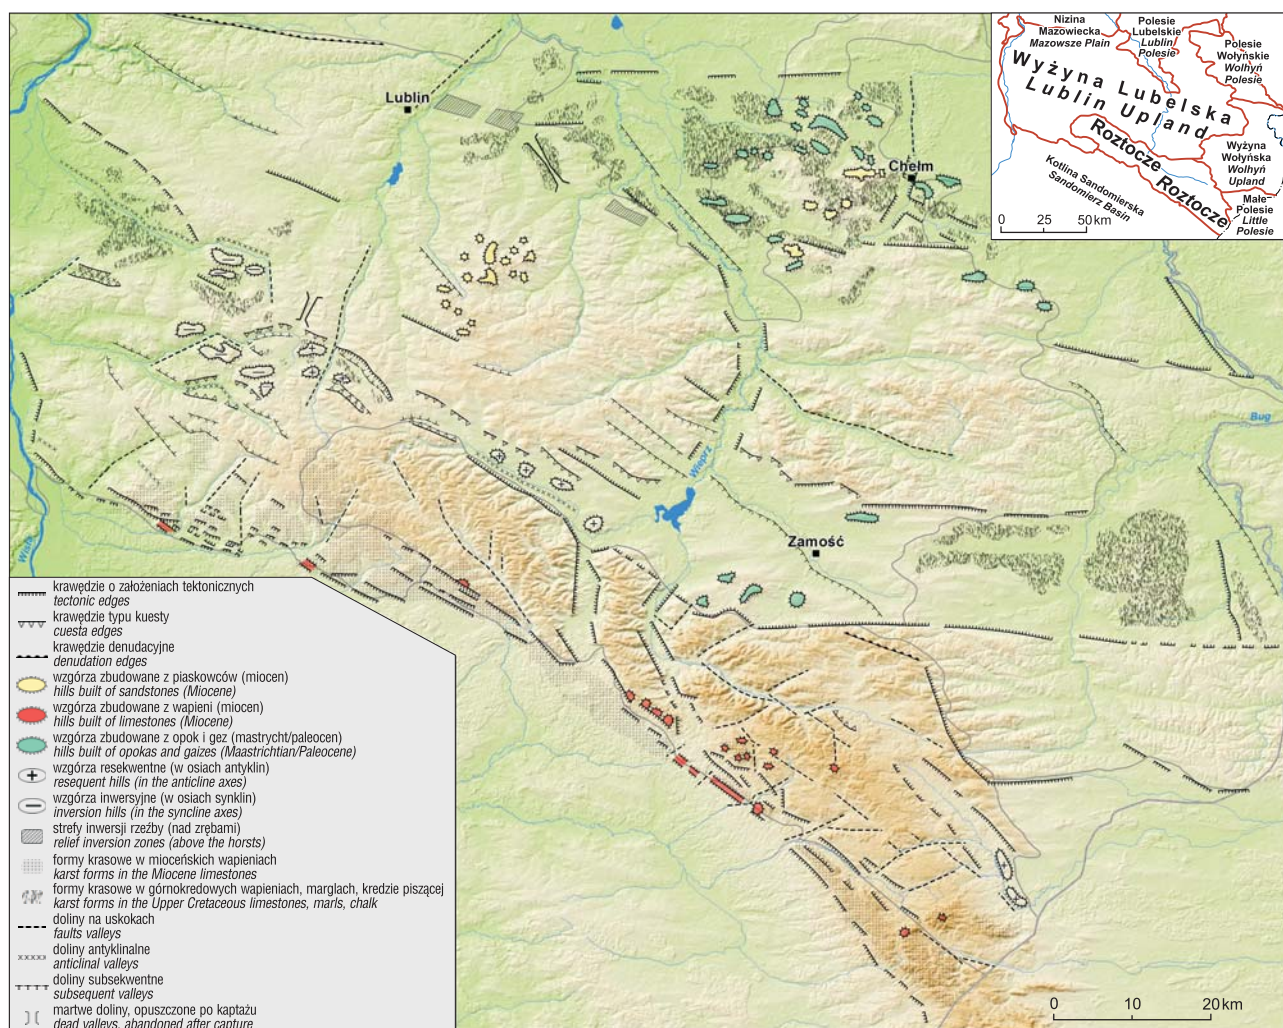 Lublin
Chełm
Wieprz
Bug
Zamość
Wisła
Nizina
Mazowiecka
Mazowsze Plain
Polesie
Lubelskie
Lublin
Polesie
Polesie
Wołyńskie
Wolhyń
Polesie
Wyżyna Lubelska
Lublin Upland
Roztocze Roztocze
Wyżyna
Wołyńska
Wolhyń
Upland
Kotlina Sandomierska
Sandomierz Basin
Małe
Polesie
Little
Polesie
0 25 50 km
krawędzie o założeniach tektonicznych
tectonic edges
krawędzie typu kuesty
cuesta edges
krawędzie denudacyjne
denudation edges
wzgórza zbudowane z piaskowców (miocen)
hills built of sandstones (Miocene)
wzgórza zbudowane z wapieni (miocen)
hills built of limestones (Miocene)
wzgórza zbudowane z opok i gez (mastrycht/paleocen)
hills built of opokas and gaizes (Maastrichtian/Paleocene)
wzgórza resekwentne (w osiach antyklin)
resequent hills (in the anticline axes)
wzgórza inwersyjne (w osiach synklin)
inversion hills (in the syncline axes)
strefy inwersji rzeźby (nad zrębami)
relief inversion zones (above the horsts)
formy krasowe w mioceńskich wapieniach
karst forms in the Miocene limestones
formy krasowe w górnokredowych wapieniach, marglach, kredzie piszącej
karst forms in the Upper Cretaceous limestones, marls, chalk
doliny na uskokach
faults valleys
doliny antyklinalne
anticlinal valleys
doliny subsekwentne
subsequent valleys
martwe doliny, opuszczone po kaptażu
dead valleys, abandoned after capture
0 10 20 km